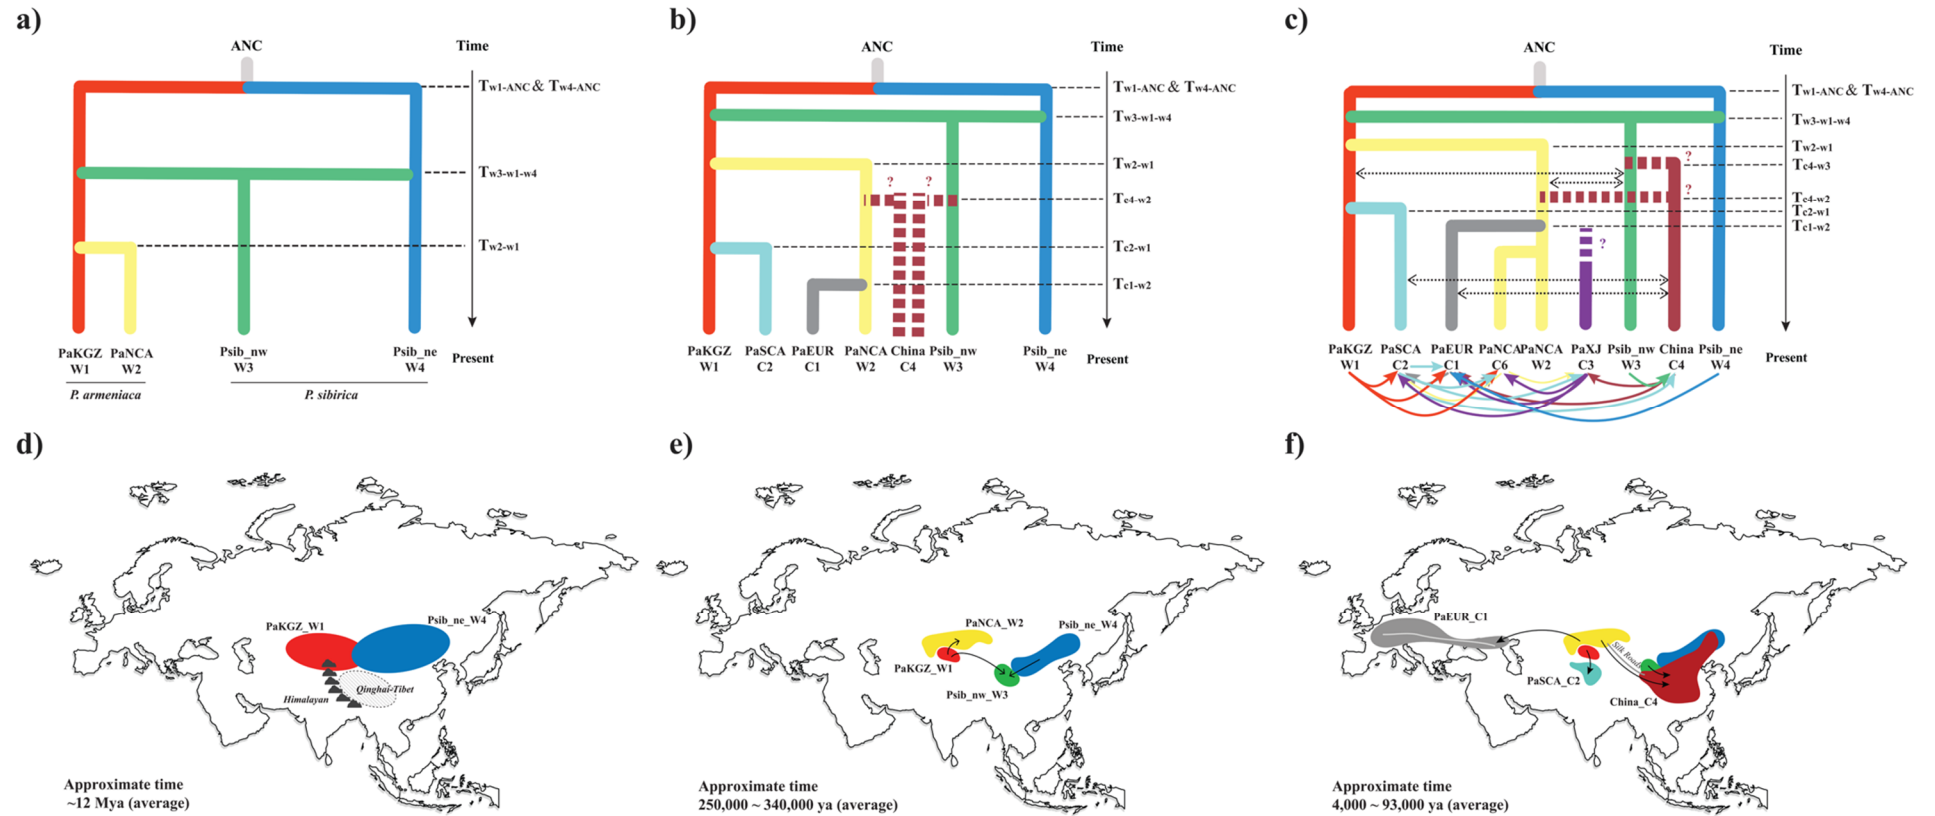 a)
ANC
Time
Tw1-ANC & Tw4-ANC
Tw3-w1-w4
Tw2-w1
PaKGZ PaNCA Psib_nw Psib_ne Present
W1 W2 W3 W4
P. armeniaca P. sibirica
b)
ANC
Time
Tw1-ANC & Tw4-ANC
Tw3-w1-w4
Tw2-w1
? ?
Tc4-w2
Tc2-w1
Tc1-w2
PaKGZ PaSCA PaEUR PaNCA China Psib_nw Psib_ne Present
W1 C2 C1 W2 C4 W3 W4
c)
ANC
Time
Tw1-ANC & Tw4-ANC
Tw3-w1-w4
Tw2-w1
?
Tc4-w3
?
Tc4-w2
Tc2-w1
Tc1-w2
?
PaKGZ PaSCA PaEUR PaNCA PaNCA PaXJ Psib_nw China Psib_ne Present
W1 C2 C1 C6 W2 C3 W3 C4 W4
d)
PaKGZ_W1
Psib_ne_W4
Qinghai-Tibet
Himalayan
Approximate time
~12 Mya (average)
e)
PaNCA_W2
Psib_ne_W4
PaKGZ_W1
Psib_nw_W3
Approximate time
250,000 ~ 340,000 ya (average)
f)
PaEUR_C1
Silk Road
PaSCA_C2
China_C4
Approximate time
4,000 ~ 93,000 ya (average)